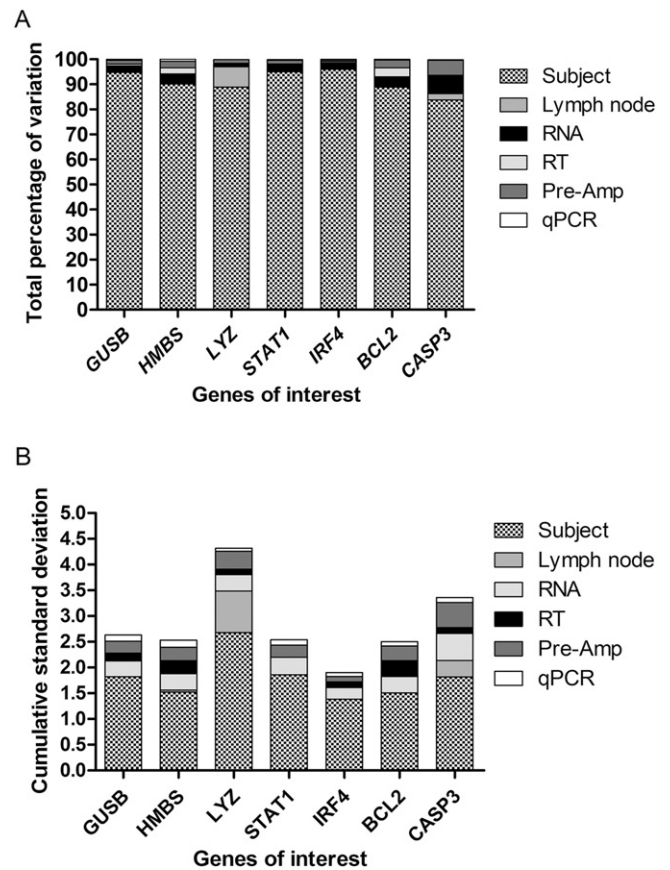 A
Total percentage of variation
100
90
80
70
60
50
40
30
20
10
0
GUSB
HMBS
LYZ
STAT1
IRF4
BCL2
CASP3
Genes of interest
Subject
Lymph node
RNA
RT
Pre-Amp
qPCR
B
Cumulative standard deviation
5.0
4.5
4.0
3.5
3.0
2.5
2.0
1.5
1.0
0.5
0.0
GUSB
HMBS
LYZ
STAT1
IRF4
BCL2
CASP3
Genes of interest
Subject
Lymph node
RNA
RT
Pre-Amp
qPCR